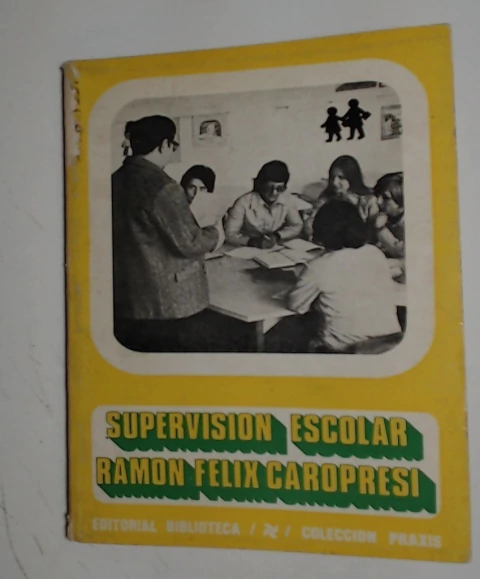 SUPERVISION ESCOLAR
RAMON FELIX CAROPRESI
EDITORIAL BIBLIOTECA / / COLECCION PRAXIS